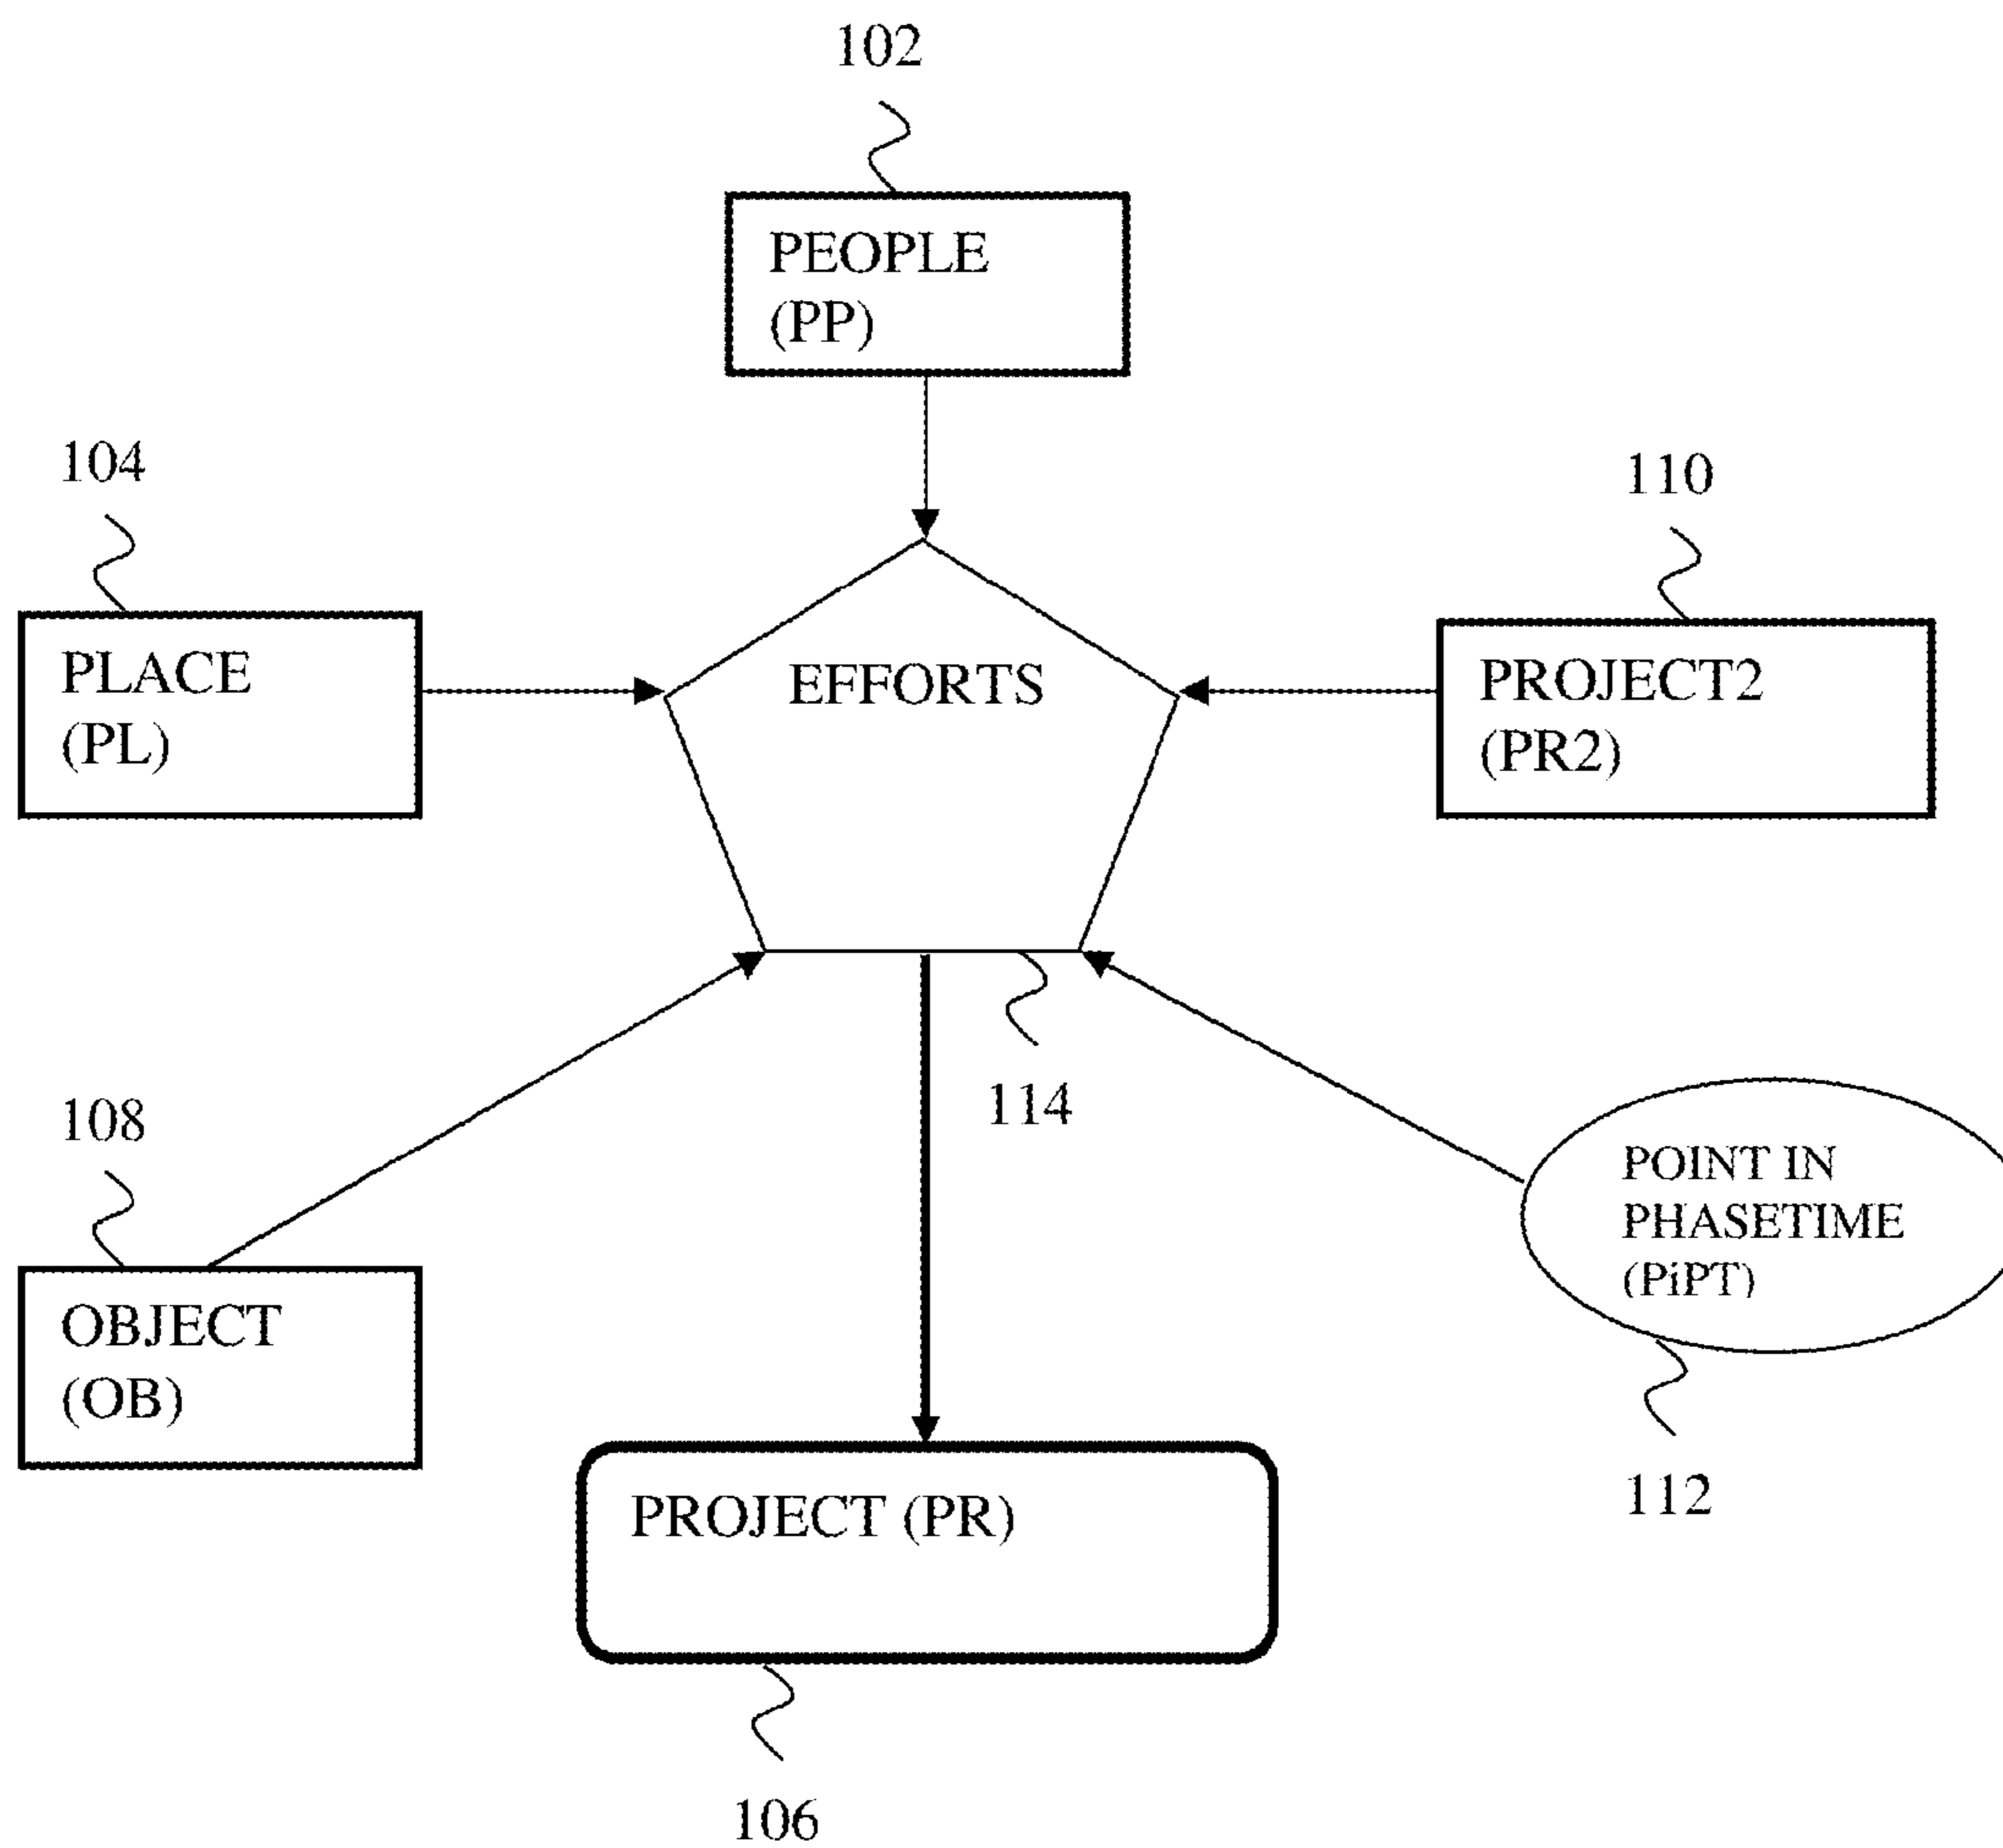 102
PEOPLE
(PP)
104
110
PLACE
(PL)
EFFORTS
PROJECT2
(PR2)
114
108
POINT IN
PHASETIME
(PiPT)
OBJECT
(OB)
112
PROJECT (PR)
106